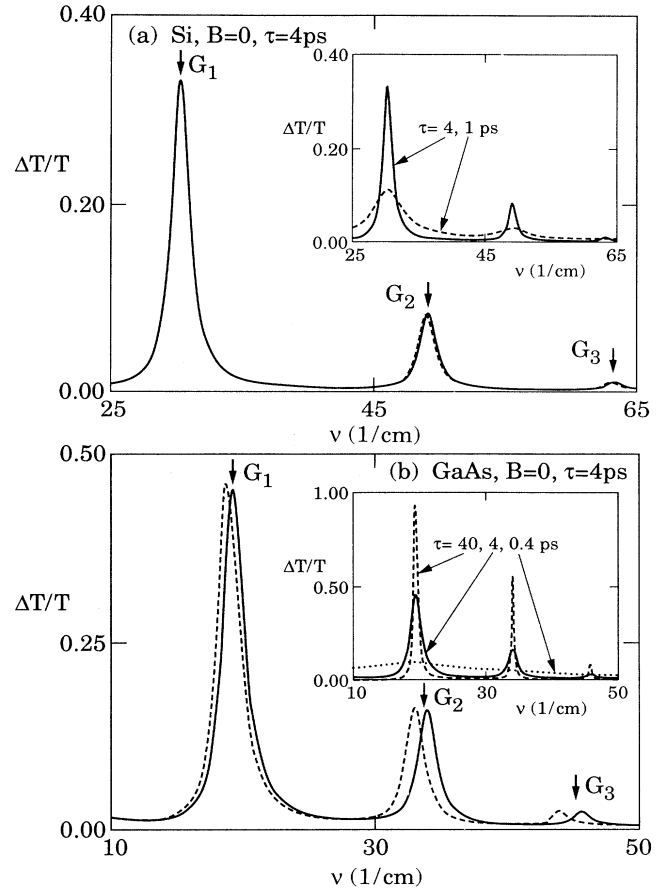 (a) Si, B=0, τ=4ps
0.40
G₁
ΔT/T
0.20
0.00
25
45
65
ν (1/cm)
G₂
G₃
0.40
ΔT/T
0.20
0.00
τ= 4, 1 ps
25
45
65
ν (1/cm)
0.50
G₁
(b) GaAs, B=0, τ=4ps
ΔT/T
0.25
0.00
10
30
50
ν (1/cm)
G₂
G₃
1.00
τ= 40, 4, 0.4 ps
ΔT/T
0.50
0.00
10
30
50
ν (1/cm)